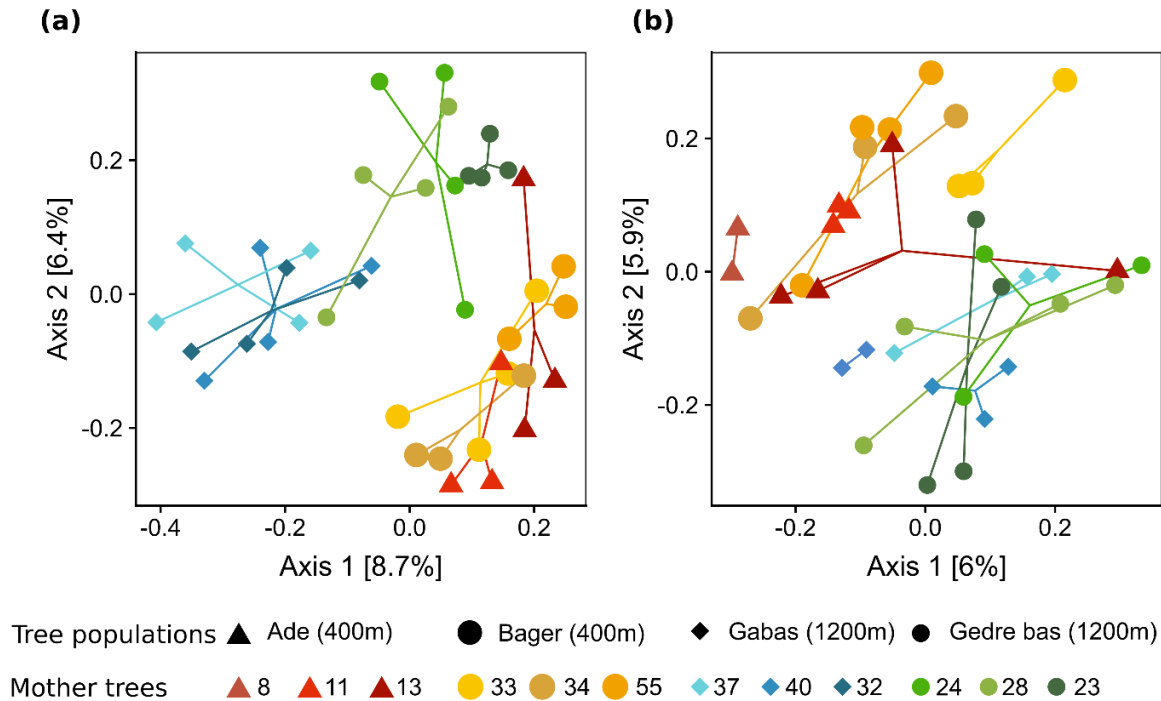 (a) (b)
0.2 0.2
0.0 0.0
-0.2 -0.2
Axis 2 [6.4%] Axis 2 [5.9%]
-0.4 -0.2 0.0 0.2 -0.2 0.0 0.2
Axis 1 [8.7%] Axis 1 [6%]
Tree populations Ade (400m) Bager (400m) Gabas (1200m) Gedre bas (1200m)
Mother trees 8 11 13 33 34 55 37 40 32 24 28 23